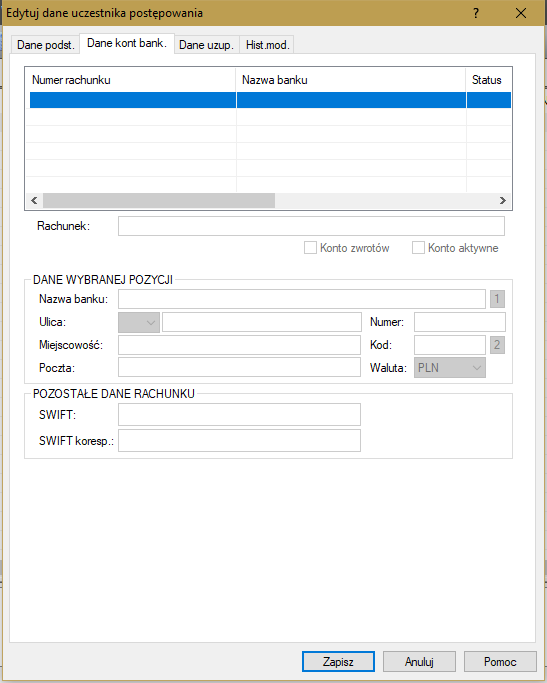 Edytuj dane uczestnika postępowania
Dane podst. Dane kont bank. Dane uzup. Hist.mod.
Numer rachunku Nazwa banku Status
Rachunek:
Konto zwrotów Konto aktywne
DANE WYBRANEJ POZYCJI
Nazwa banku: 1
Ulica: Numer:
Miejscowość: Kod: 2
Poczta: Waluta: PLN
POZOSTAŁE DANE RACHUNKU
SWIFT:
SWIFT koresp.:
Zapisz Anuluj Pomoc